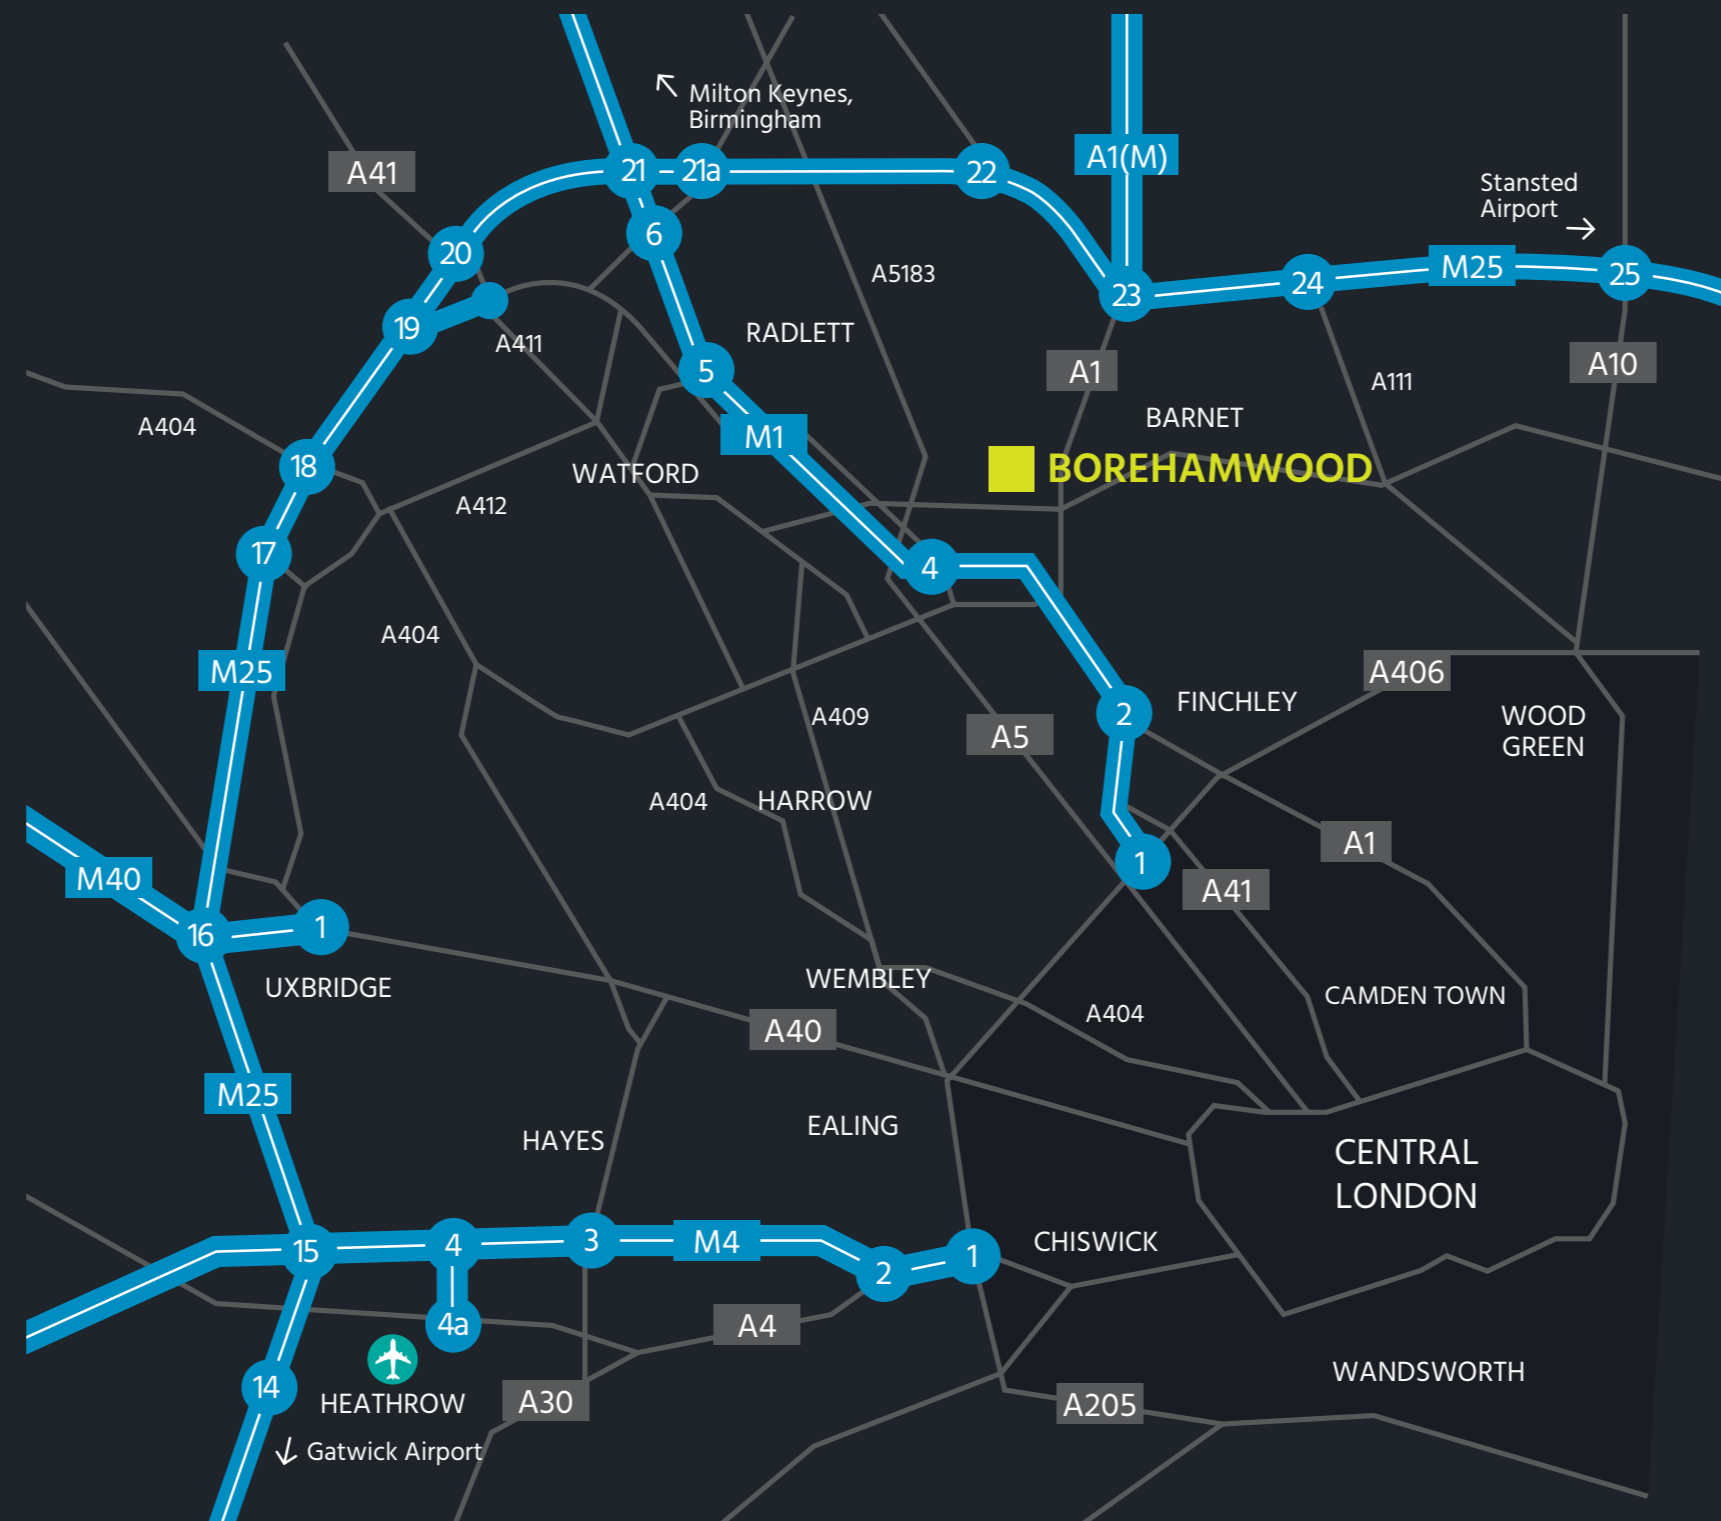 Milton Keynes,
Birmingham
A1(M)
A41
21
21a
22
Stansted
Airport
6
20
A5183
M25
25
23
24
19
A411
RADLETT
5
A1
A111
A10
A404
M1
BARNET
18
WATFORD
BOREHAMWOOD
A412
17
4
A404
M25
A406
2
FINCHLEY
A409
A5
WOOD
GREEN
A404
HARROW
A1
1
M40
A41
16
1
UXBRIDGE
WEMBLEY
CAMDEN TOWN
A404
A40
M25
HAYES
EALING
CENTRAL
LONDON
15
4
3
M4
2
1
CHISWICK
4a
A4
14
HEATHROW
A30
A205
WANDSWORTH
Gatwick Airport